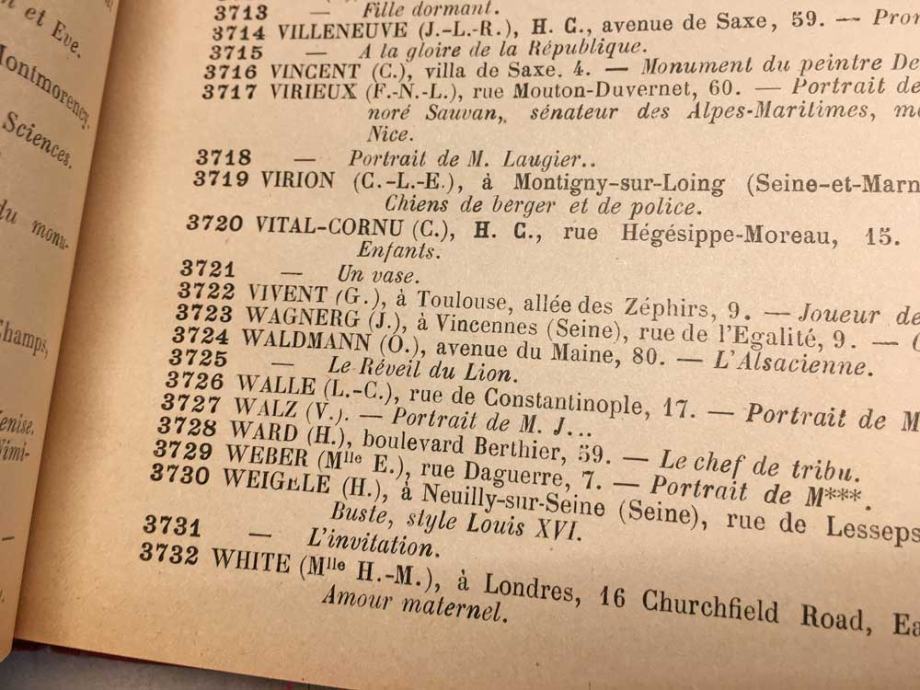 et Eve.
Montmorency.
Sciences.
du monu-
Champs,
3713 — Fille dormant.
3714 VILLENEUVE (J.-L.-R.), H. C., avenue de Saxe, 59. —
3715 — A la gloire de la République.
3716 VINCENT (C.), villa de Saxe. 4. — Monument du peintre
3717 VIRIEUX (F.-N.-L.), rue Mouton-Duvernet, 60. — Portrait de
noré Sauvan, sénateur des Alpes-Maritimes,
Nice.
3718 — Portrait de M. Laugier..
3719 VIRION (C.-L.-E.), à Montigny-sur-Loing (Seine-et-Marn
Chiens de berger et de police.
3720 VITAL-CORNU (C.), H. C., rue Hégésippe-Moreau, 15.
Enfants.
3721 — Un vase.
3722 VIVENT (G.), à Toulouse, allée des Zéphirs, 9. — Joueur de
3723 WAGNERG (J.), à Vincennes (Seine), rue de l'Egalité, 9. —
3724 WALDMANN (O.), avenue du Maine, 80. — L'Alsacienne.
3725 — Le Réveil du Lion.
3726 WALLE (L.-C.), rue de Constantinople, 17. — Portrait de M
3727 WALZ (V.). — Portrait de M. J...
3728 WARD (H.), boulevard Berthier, 59. — Le chef de tribu.
3729 WEBER (Mlle E.), rue Daguerre, 7. — Portrait de M***.
3730 WEIGELE (H.), à Neuilly-sur-Seine (Seine), rue de Lesseps
Buste, style Louis XVI.
3731 — L'invitation.
3732 WHITE (Mlle H.-M.), à Londres, 16 Churchfield Road, Ea
Amour maternel.